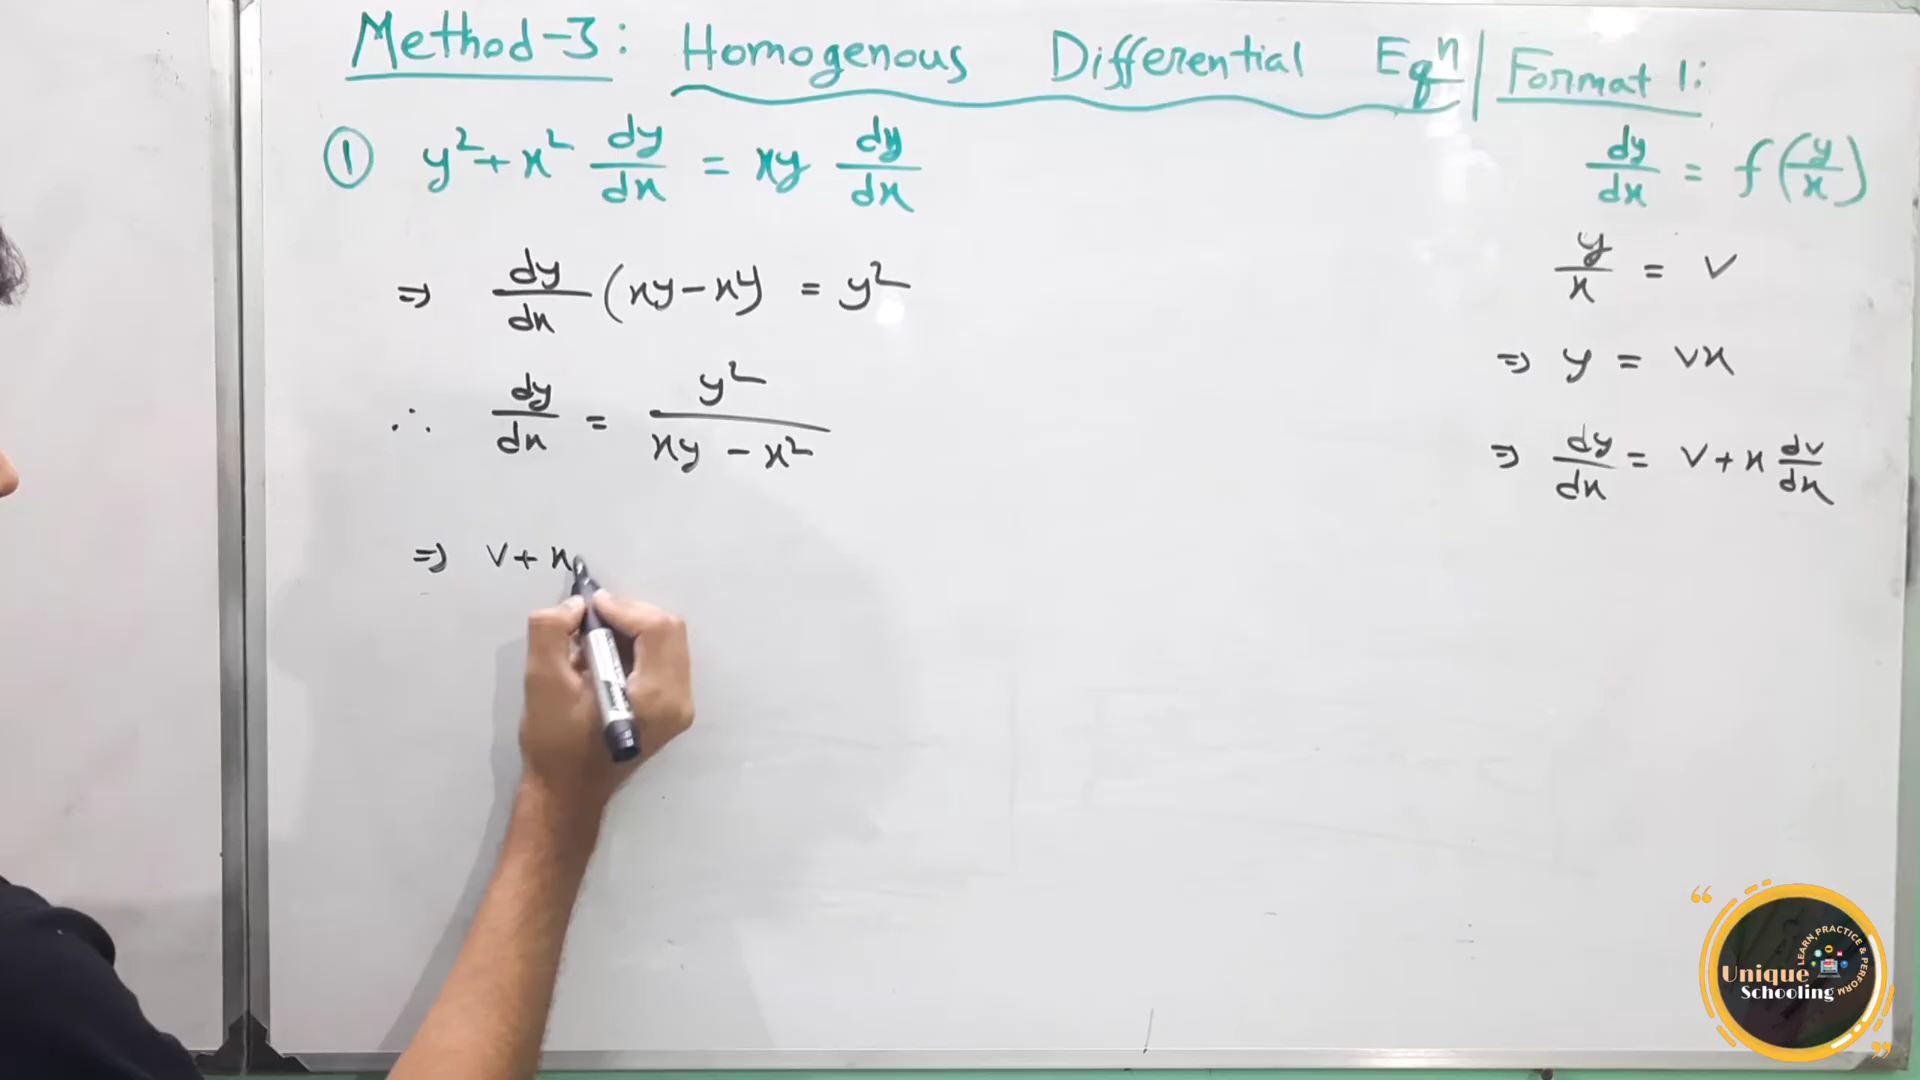 Method-3: Homogenous Differential Eqⁿ | Format 1:
① y² + x² dy/dx = xy dy/dx
⇒ dy/dx (xy - xy) = y²
∴ dy/dx = y²/(xy - x²)
⇒ v + x
dy/dx = f(y/x)
y/x = v
⇒ y = vx
⇒ dy/dx = v + x dv/dx
“ LEARN, PRACTICE & PERFORM
Unique
Schooling ”